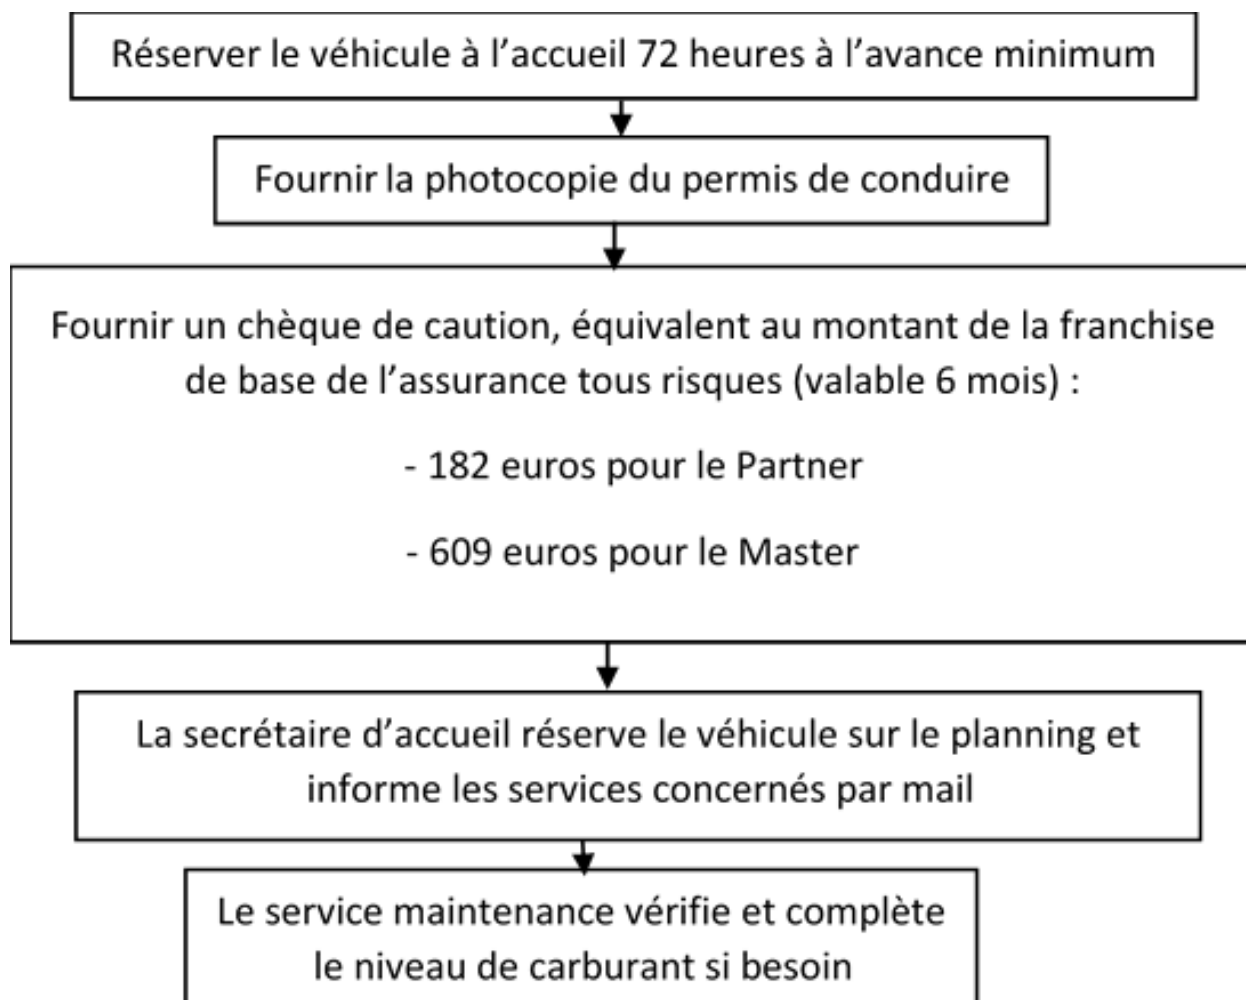 Réserver le véhicule à l’accueil 72 heures à l’avance minimum
Fournir la photocopie du permis de conduire
Fournir un chèque de caution, équivalent au montant de la franchise
de base de l’assurance tous risques (valable 6 mois) :
- 182 euros pour le Partner
- 609 euros pour le Master
La secrétaire d’accueil réserve le véhicule sur le planning et
informe les services concernés par mail
Le service maintenance vérifie et complète
le niveau de carburant si besoin